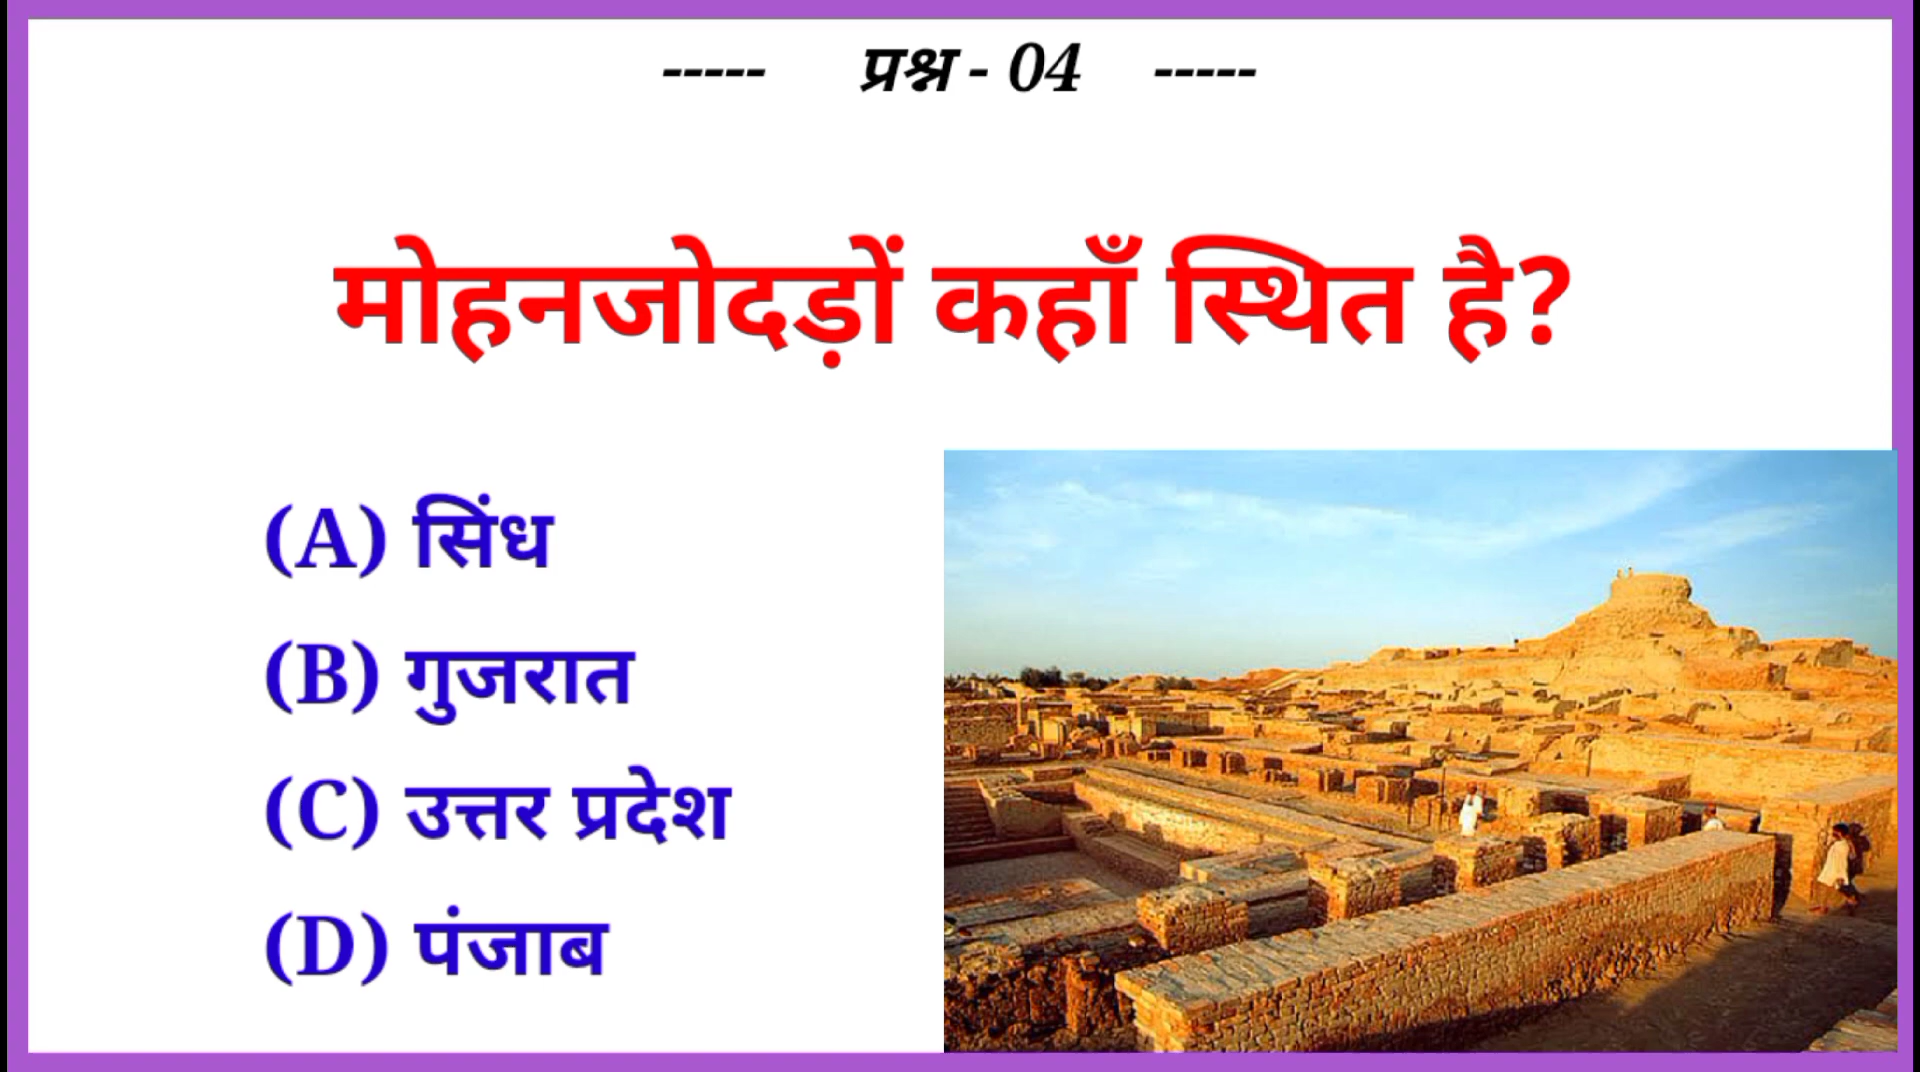 ----- प्रश्न - 04 -----
मोहनजोदड़ों कहाँ स्थित है?
(A) सिंध
(B) गुजरात
(C) उत्तर प्रदेश
(D) पंजाब